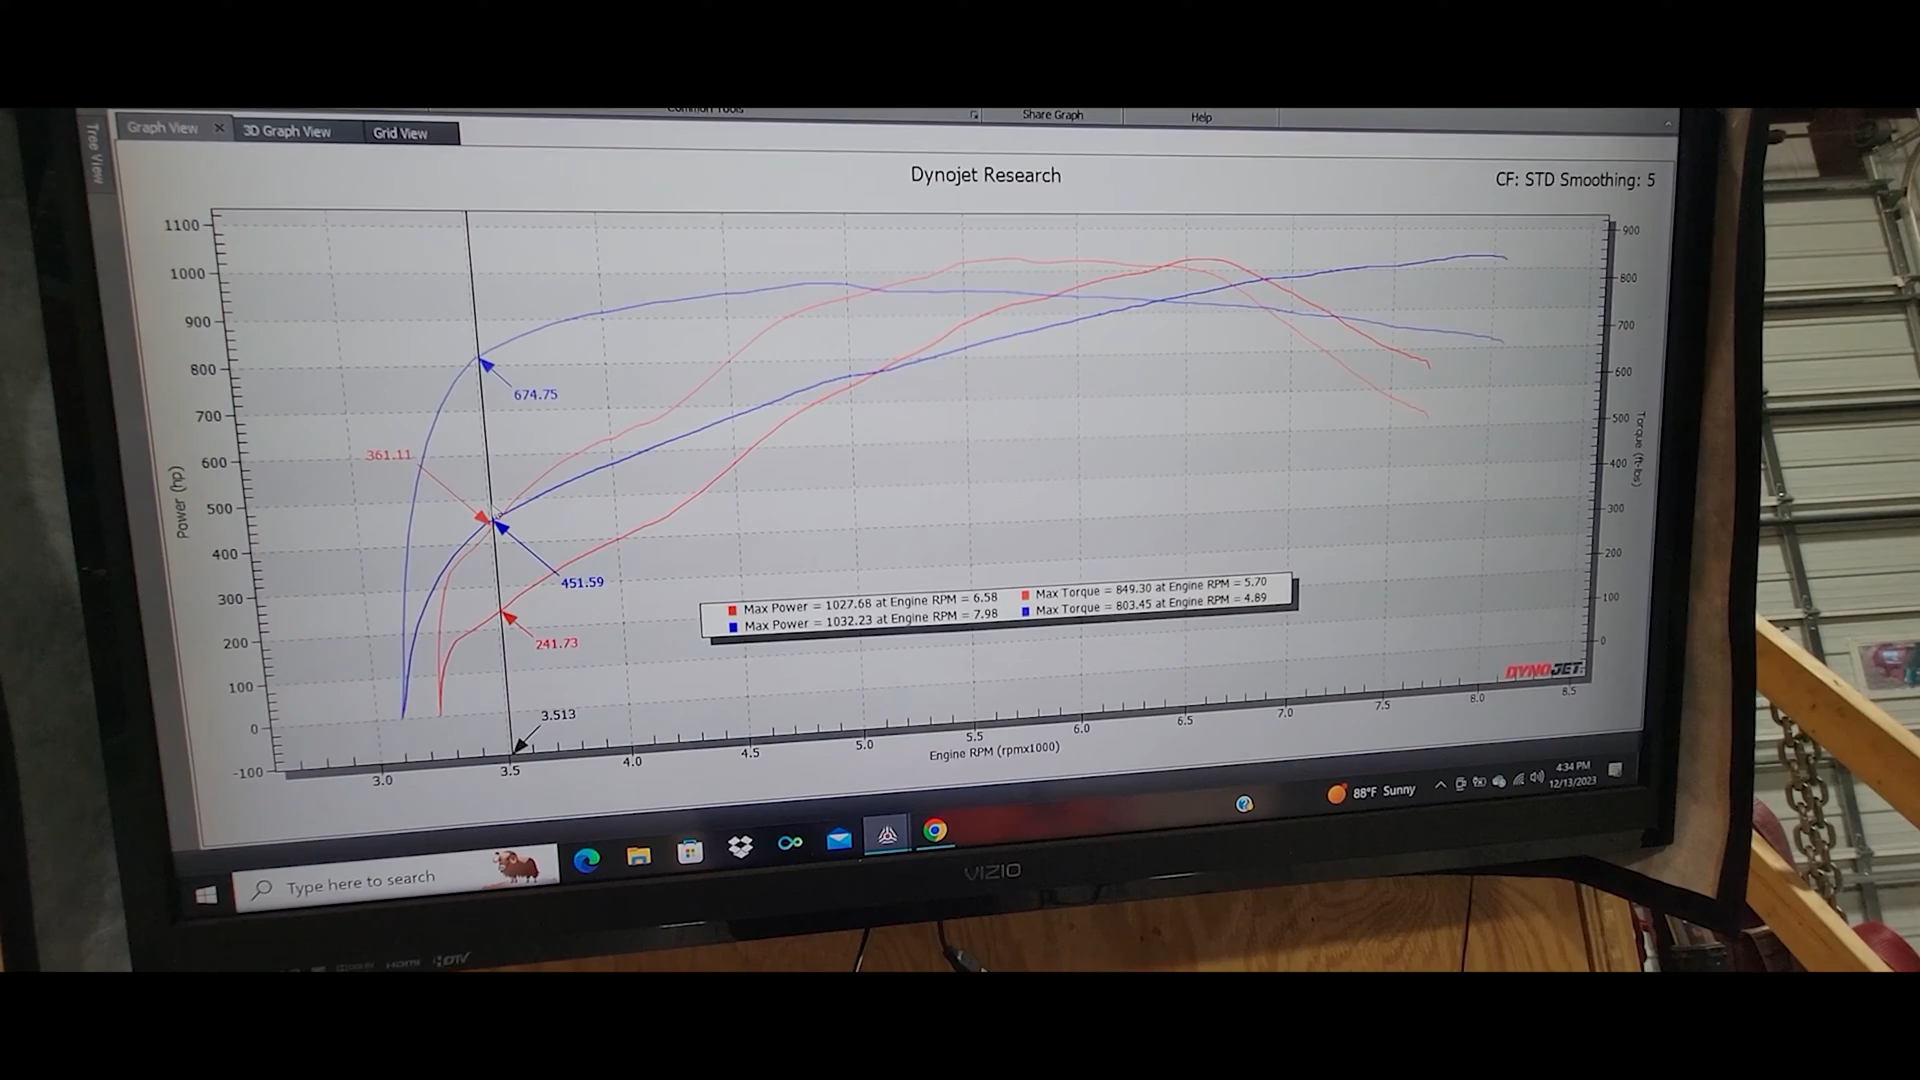 Common Tools
Share Graph
Help
Tree View
Graph View
3D Graph View
Grid View
Dynojet Research
CF: STD Smoothing: 5
1100
1000
900
800
700
600
500
400
300
200
100
0
-100
Power (hp)
900
800
700
600
500
400
300
200
100
0
Torque (ft-lbs)
674.75
361.11
451.59
241.73
3.513
Max Power = 1027.68 at Engine RPM = 6.58
Max Torque = 849.30 at Engine RPM = 5.70
Max Power = 1032.23 at Engine RPM = 7.98
Max Torque = 803.45 at Engine RPM = 4.89
DYNOJET
3.0
3.5
4.0
4.5
5.0
5.5
6.0
6.5
7.0
7.5
8.0
8.5
Engine RPM (rpmx1000)
88°F Sunny
4:34 PM
12/13/2023
Type here to search
VIZIO
HDMI
HDTV